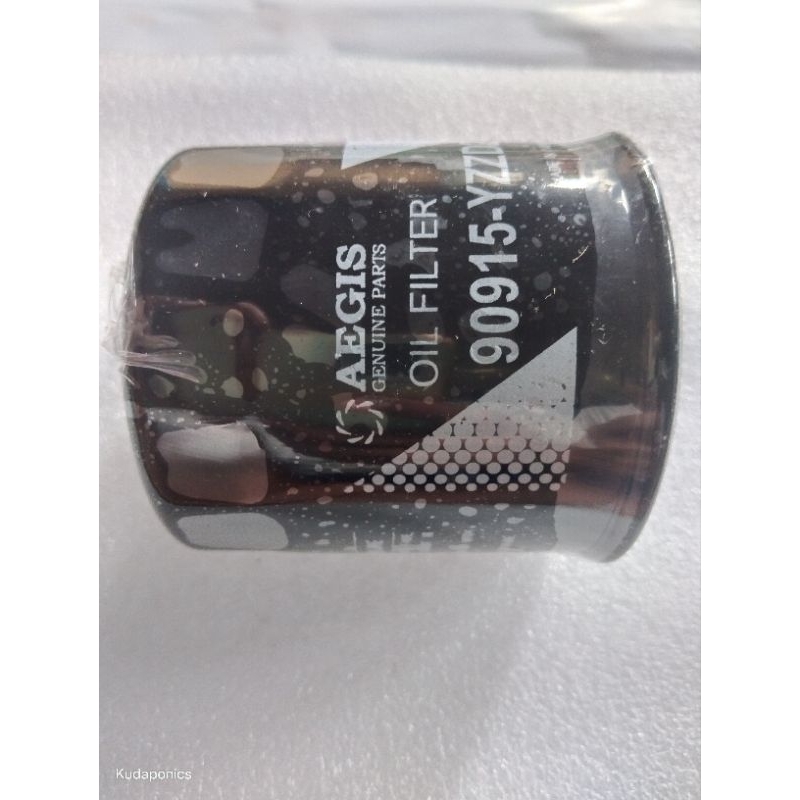 AEGIS
GENUINE PARTS
OIL FILTER
90915-YZZD
Kudaponics